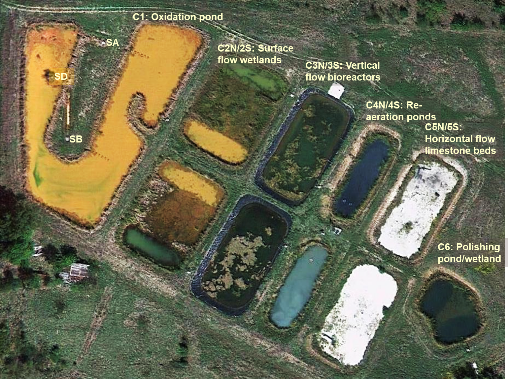 C1: Oxidation pond
SA
C2N/2S: Surface
flow wetlands
C3N/3S: Vertical
flow bioreactors
SD
C4N/4S: Re-
aeration ponds
C5N/5S:
Horizontal flow
limestone beds
SB
C6: Polishing
pond/wetland